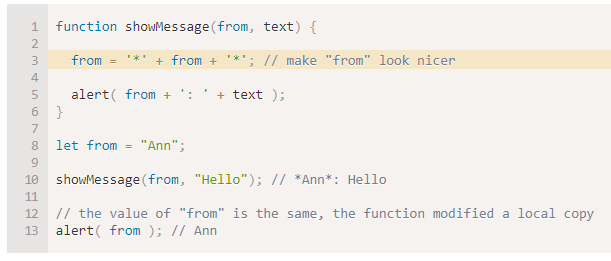 1 function showMessage(from, text) {
2
3   from = '*' + from + '*'; // make "from" look nicer
4
5   alert( from + ': ' + text );
6 }
7
8 let from = "Ann";
9
10 showMessage(from, "Hello"); // *Ann*: Hello
11
12 // the value of "from" is the same, the function modified a local copy
13 alert( from ); // Ann